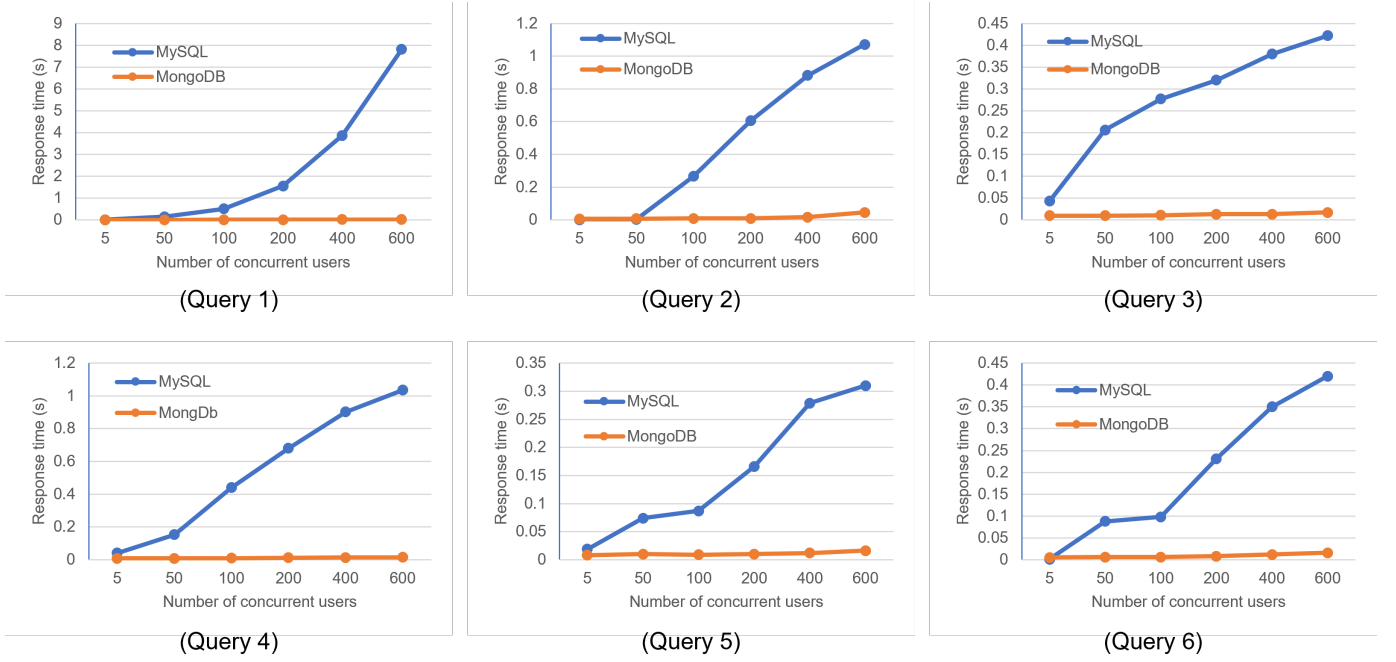 9
8
7
6
5
4
3
2
1
0
Response time (s)
MySQL
MongoDB
5 50 100 200 400 600
Number of concurrent users
(Query 1)
1.2
1
0.8
0.6
0.4
0.2
0
Response time (s)
MySQL
MongoDB
5 50 100 200 400 600
Number of concurrent users
(Query 2)
0.45
0.4
0.35
0.3
0.25
0.2
0.15
0.1
0.05
0
Response time (s)
MySQL
MongoDB
5 50 100 200 400 600
Number of concurrent users
(Query 3)
1.2
1
0.8
0.6
0.4
0.2
0
Response time (s)
MySQL
MongDb
5 50 100 200 400 600
Number of concurrent users
(Query 4)
0.35
0.3
0.25
0.2
0.15
0.1
0.05
0
Response time (s)
MySQL
MongoDB
5 50 100 200 400 600
Number of concurrent users
(Query 5)
0.45
0.4
0.35
0.3
0.25
0.2
0.15
0.1
0.05
0
Response time (s)
MySQL
MongoDB
5 50 100 200 400 600
Number of concurrent users
(Query 6)